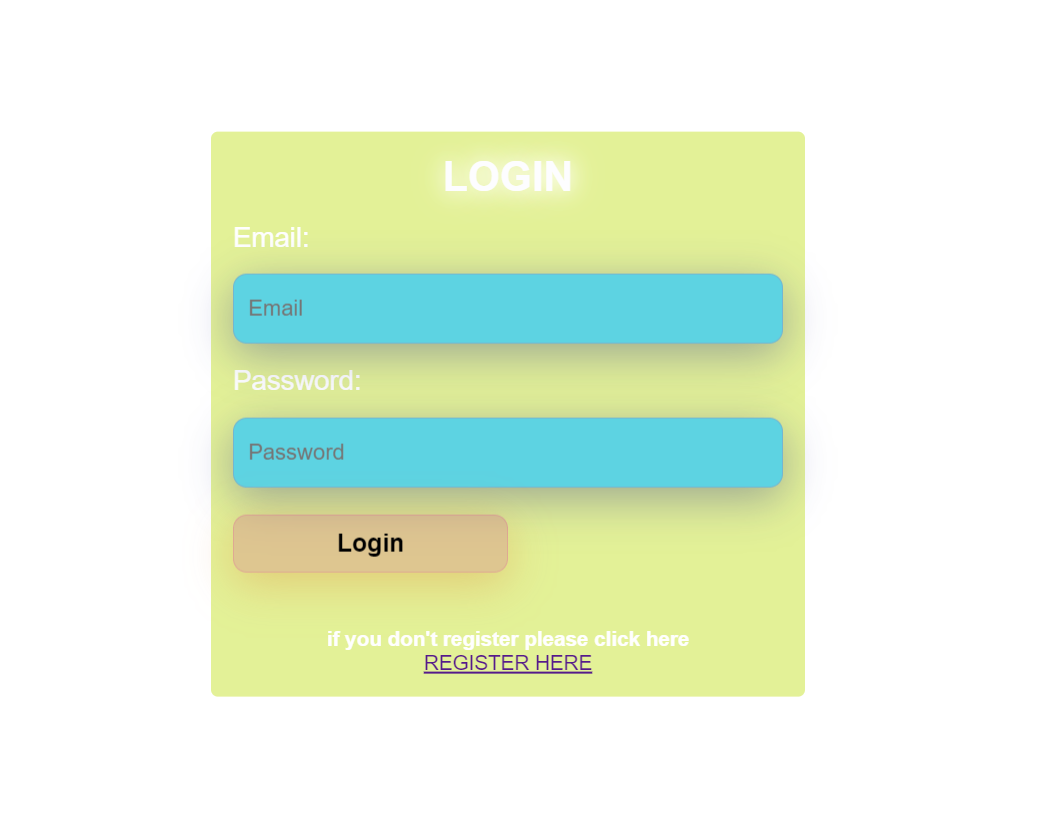 LOGIN
Email:
Email
Password:
Password
Login
if you don't register please click here
REGISTER HERE